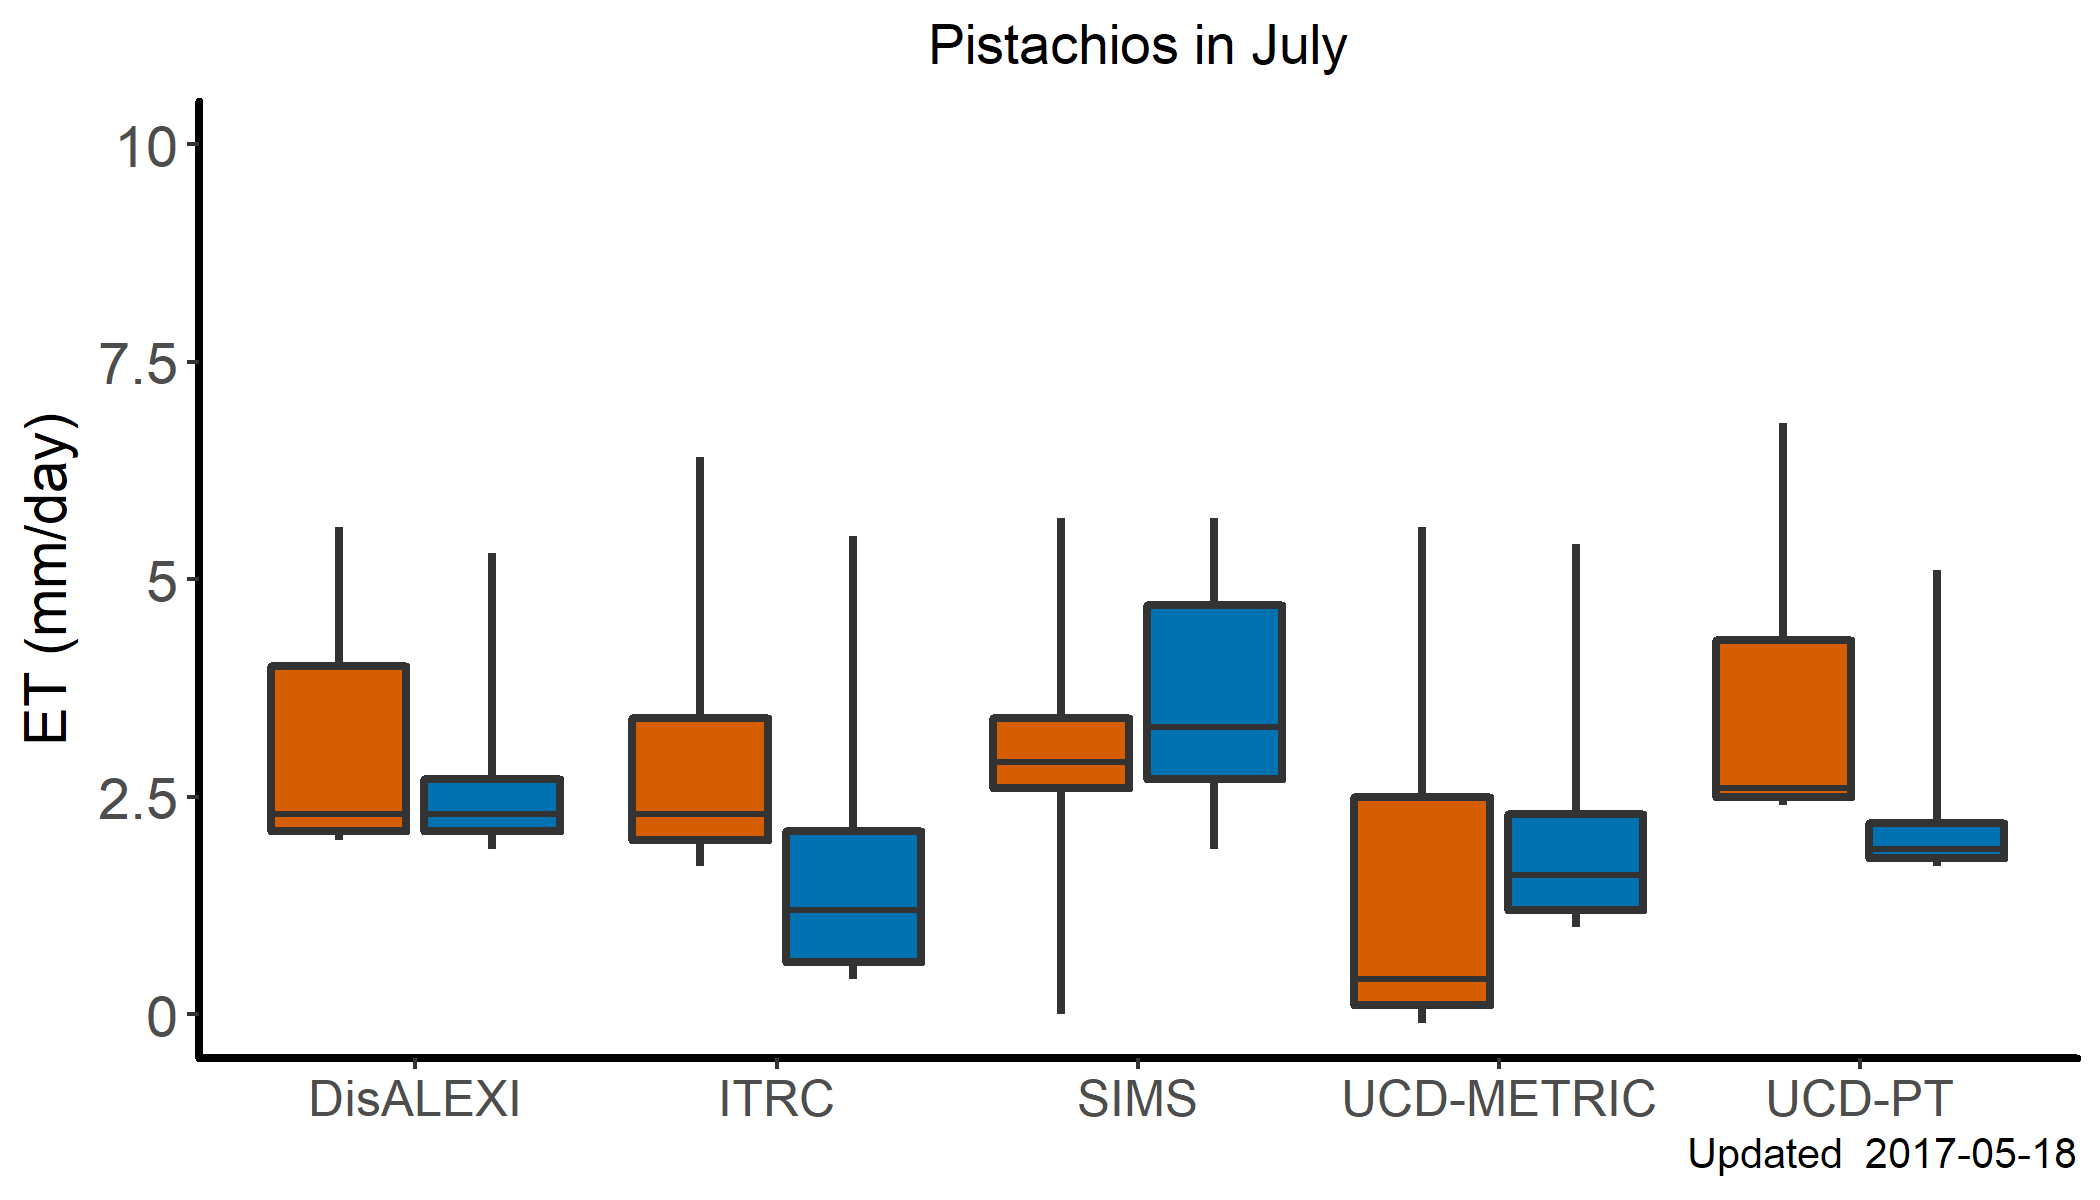 Pistachios in July
10
7.5
5
2.5
0
ET (mm/day)
DisALEXI ITRC SIMS UCD-METRIC UCD-PT
Updated 2017-05-18